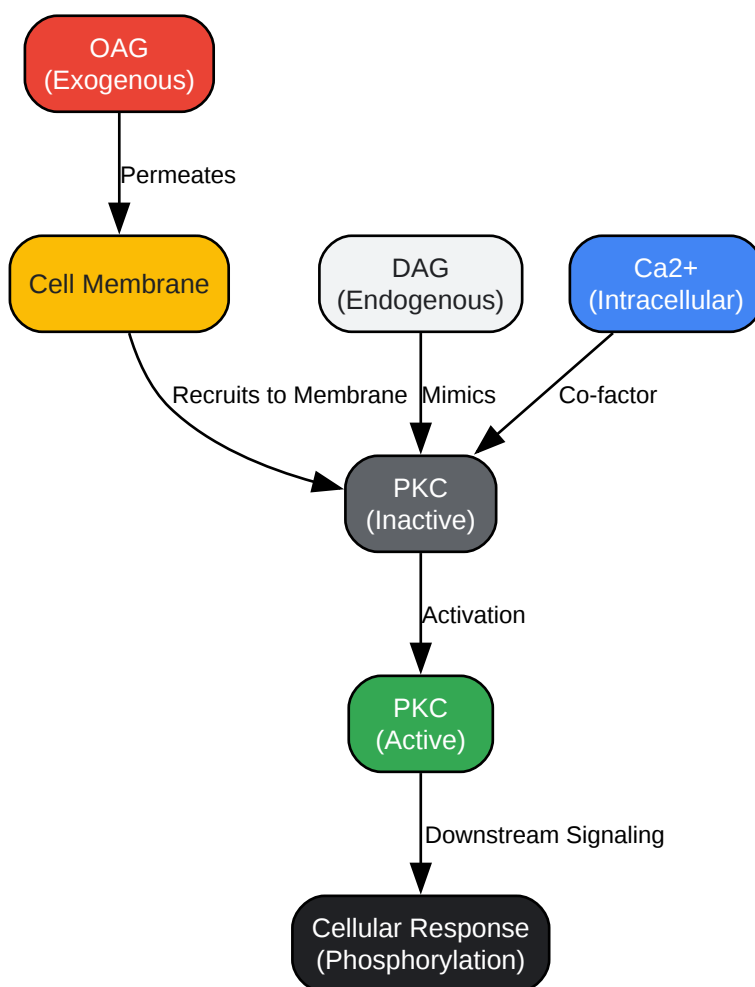 OAG
(Exogenous)
Permeates
Cell Membrane
DAG
(Endogenous)
Ca2+
(Intracellular)
Recruits to Membrane
Mimics
Co-factor
PKC
(Inactive)
Activation
PKC
(Active)
Downstream Signaling
Cellular Response
(Phosphorylation)